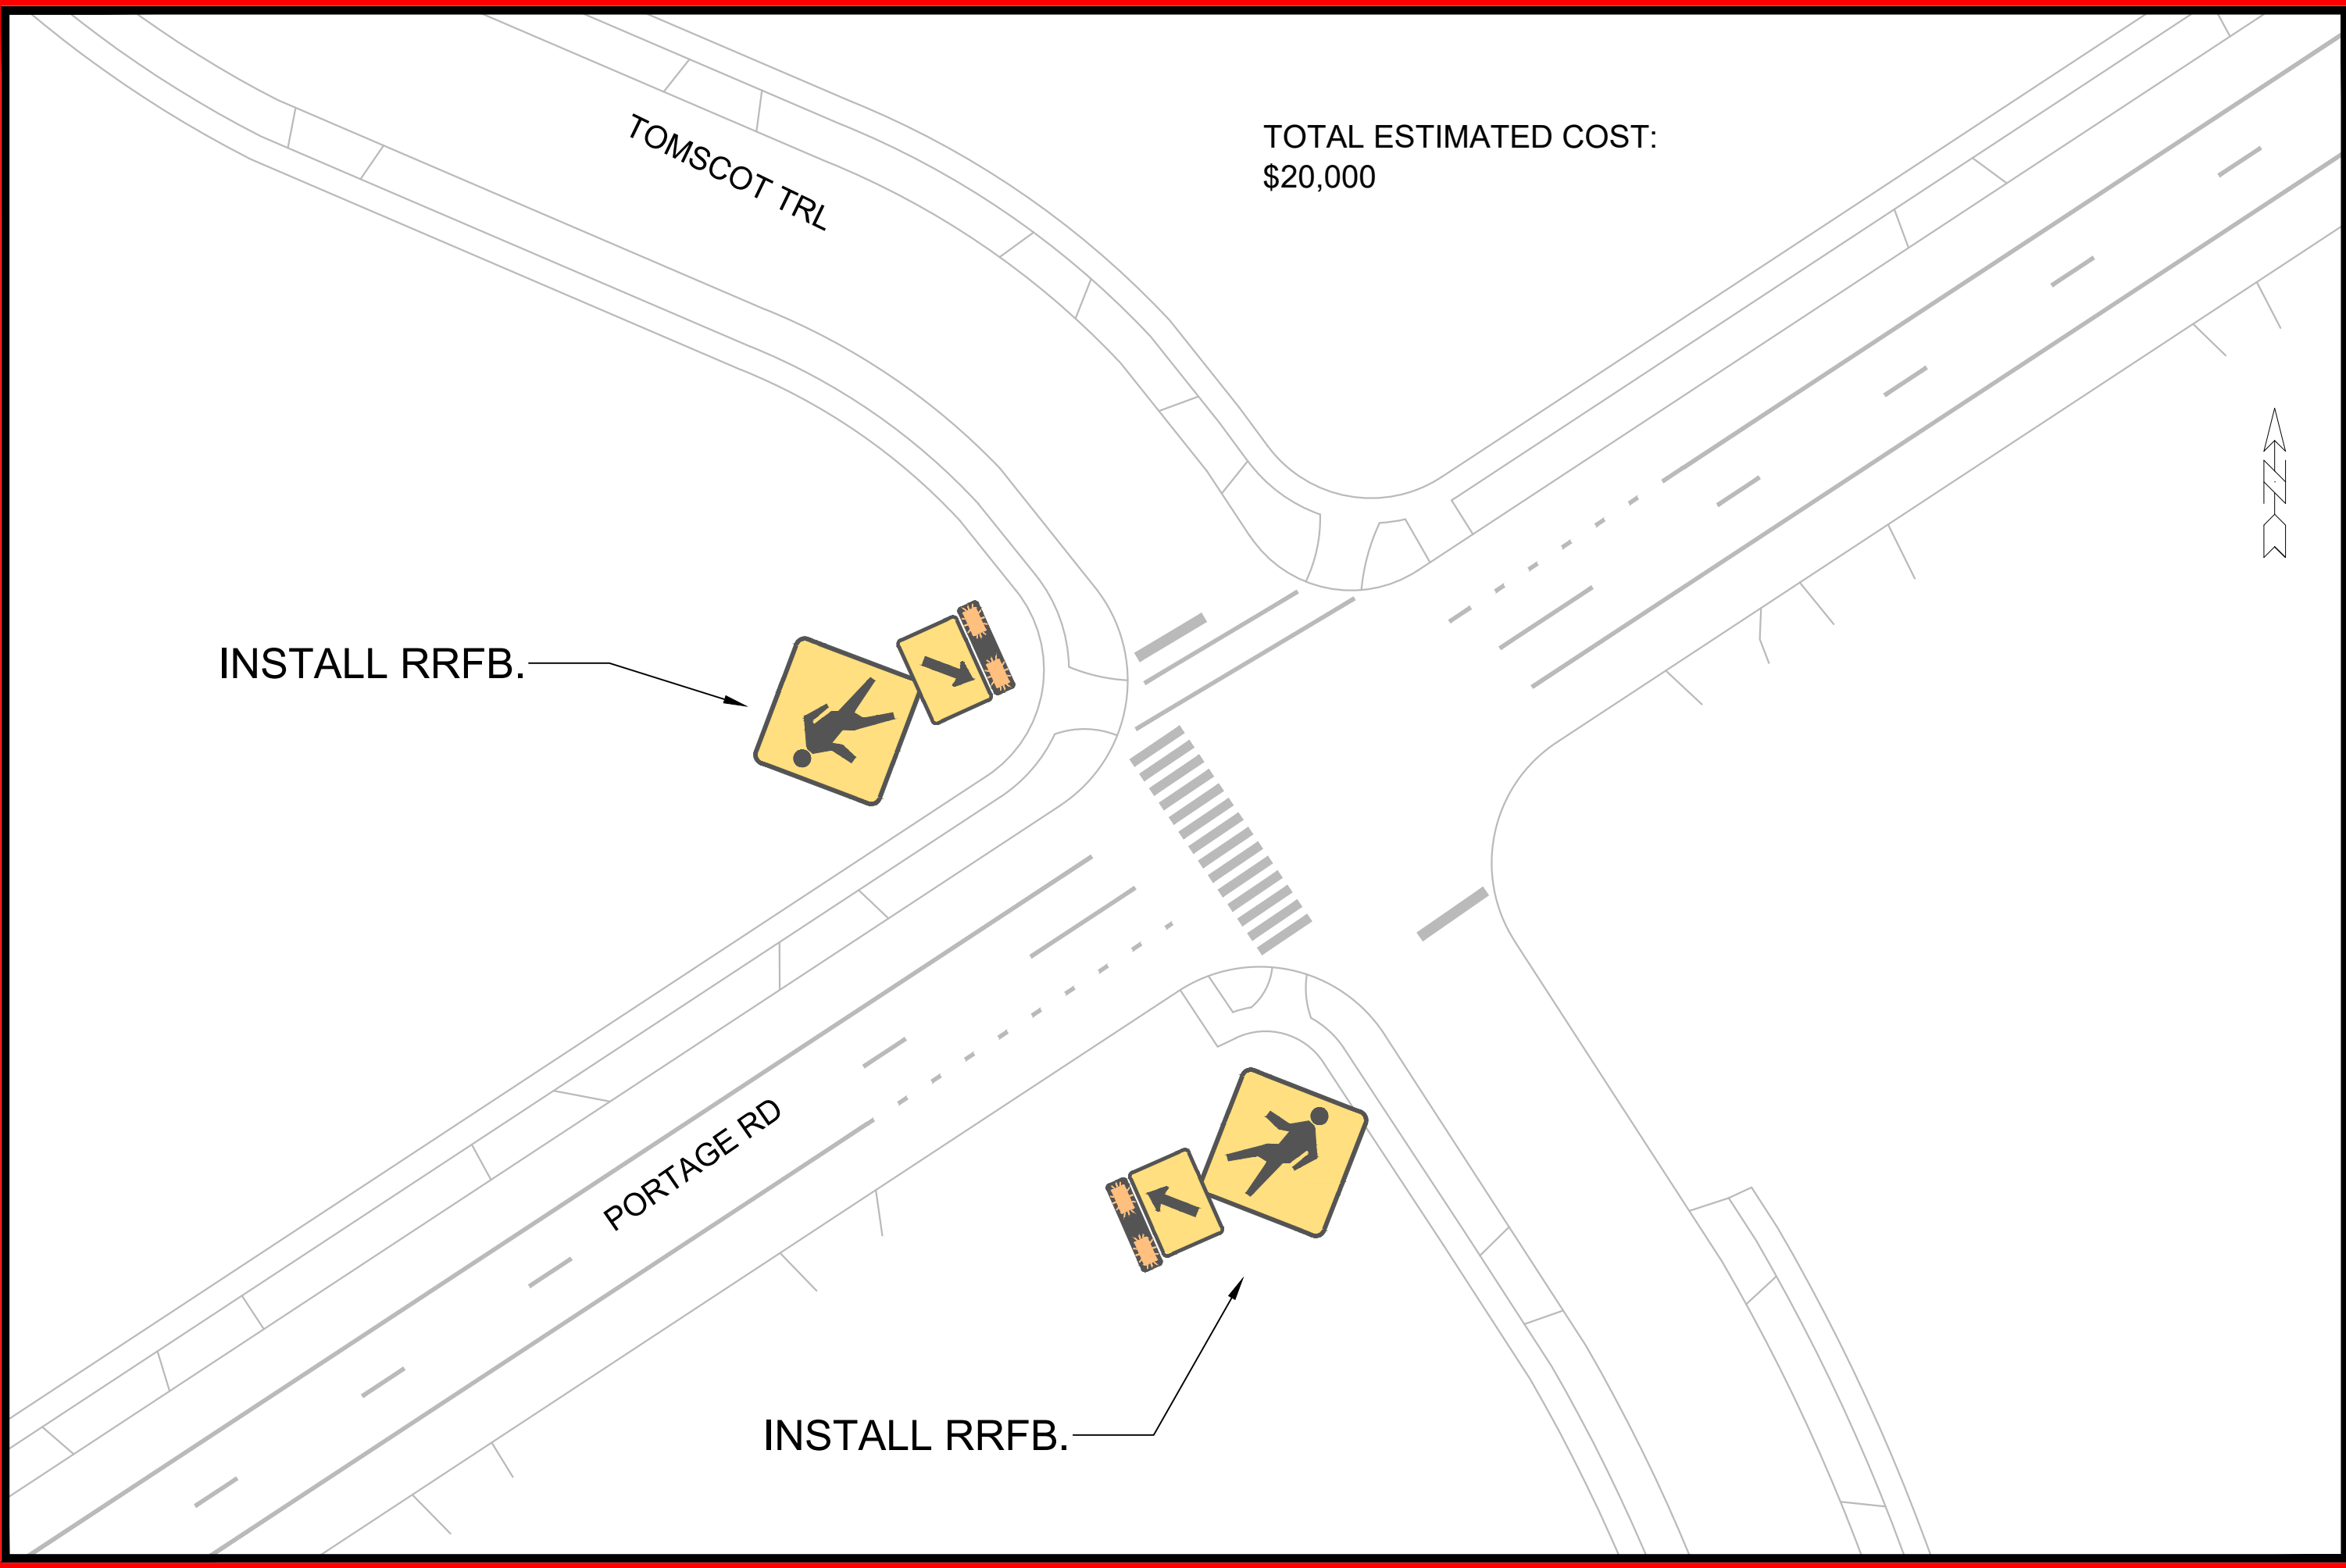 TOMSCOT TRL
TOTAL ESTIMATED COST:
$20,000
N
INSTALL RRFB.
PORTAGE RD
INSTALL RRFB.